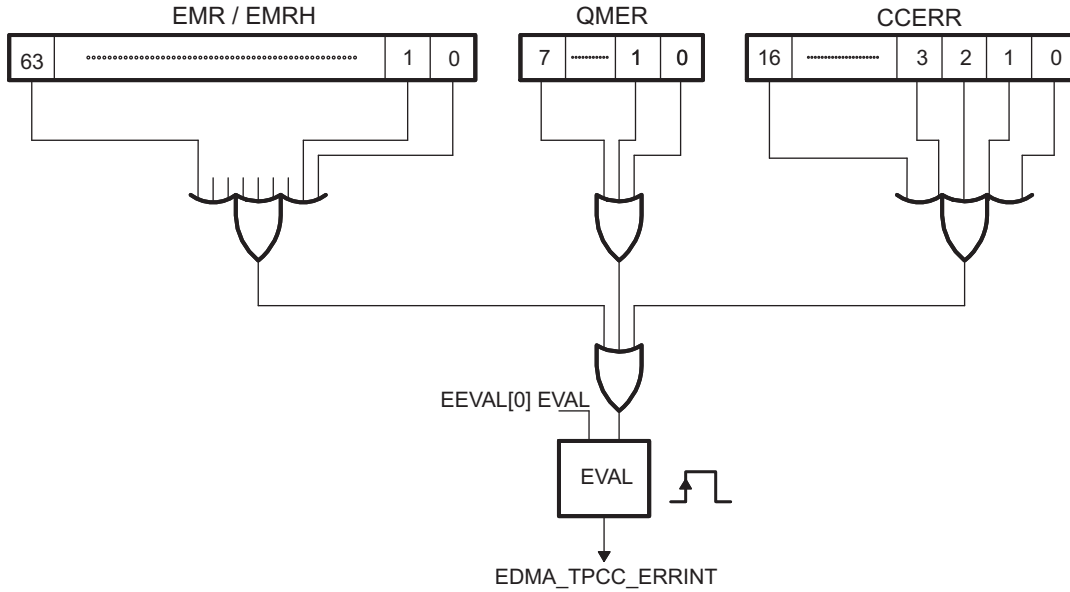 EMR / EMRH QMER CCERR
63 1 0 7 1 0 16 3 2 1 0
EEVAL[0] EVAL
EVAL
EDMA_TPCC_ERRINT